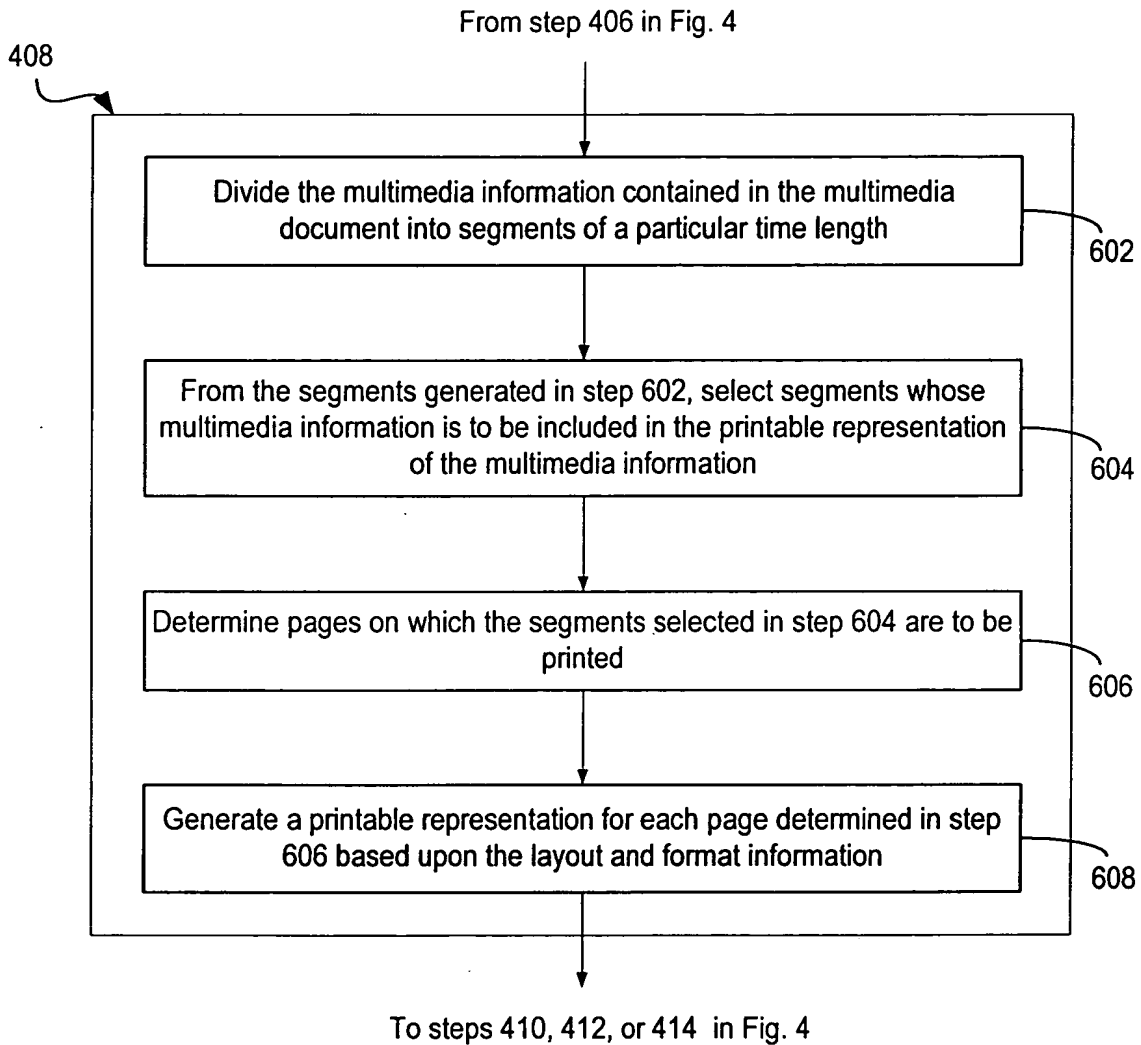 From step 406 in Fig. 4
408
Divide the multimedia information contained in the multimedia
document into segments of a particular time length
602
From the segments generated in step 602, select segments whose
multimedia information is to be included in the printable representation
of the multimedia information
604
Determine pages on which the segments selected in step 604 are to be
printed
606
Generate a printable representation for each page determined in step
606 based upon the layout and format information
608
To steps 410, 412, or 414 in Fig. 4